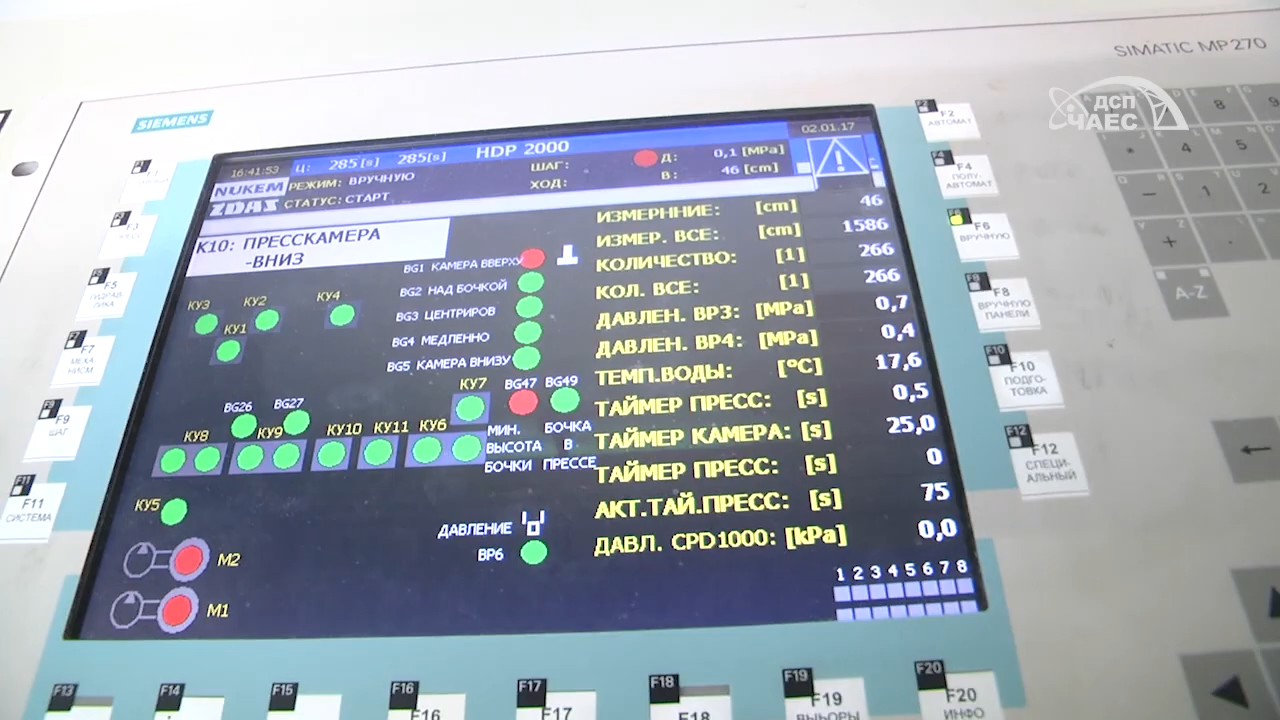 SIMATIC MP270
ДСП
ЧАЕС
SIEMENS
16:41:53 Ц: 285[s] 285[s] HDP 2000 02.01.17
NUKEM РЕЖИМ: ВРУЧНУЮ ШАГ: Д: 0,1 [MPa]
ZDAS СТАТУС: СТАРТ ХОД: В: 46 [cm]
К10: ПРЕССКАМЕРА
-ВНИЗ
ИЗМЕРННИЕ: [cm] 46
ИЗМЕР. ВСЕ: [cm] 1586
КОЛИЧЕСТВО: [1] 266
КОЛ. ВСЕ: [1] 266
ДАВЛЕН. ВР3: [MPa] 0,7
ДАВЛЕН. ВР4: [MPa] 0,4
ТЕМП.ВОДЫ: [°C] 17,6
ТАЙМЕР ПРЕСС: [s] 0,5
ТАЙМЕР КАМЕРА: [s] 25,0
ТАЙМЕР ПРЕСС: [s] 0
АКТ.ТАЙ.ПРЕСС: [s] 75
ДАВЛ. CPD1000: [kPa] 0,0
1 2 3 4 5 6 7 8
BG1 КАМЕРА ВВЕРХУ
BG2 НАД БОЧКОЙ
BG3 ЦЕНТРИРОВ
BG4 МЕДЛЕННО
BG5 КАМЕРА ВНИЗУ
КУ3 КУ2 КУ4
КУ1
КУ7 BG47 BG49
BG26 BG27
КУ8 КУ9 КУ10 КУ11 КУ6
МИН. БОЧКА
ВЫСОТА В
БОЧКИ ПРЕССЕ
КУ5
ДАВЛЕНИЕ
ВР6
M2
M1
F1
F3
F5
ГИДРАВ
ЛИКА
F7
МЕХА
НИСМ
F9
ШАГ
F11
СИСТЕМА
F2
АВТОМАТ
F4
ПОЛУ-
АВТОМАТ
F6
ВРУЧНУЮ
F8
ВРУЧНУЮ
ПАНЕЛИ
F10
ПОДГО-
ТОВКА
F12
СПЕЦИ-
АЛЬНЫЙ
8 9
* 4 5
− 1 2
+ .
A-Z
F13 F14 F15 F16 F17 F18 F19 F20
F16 F17 F18 F19 F20
ВЫБОРЫ ИНФО